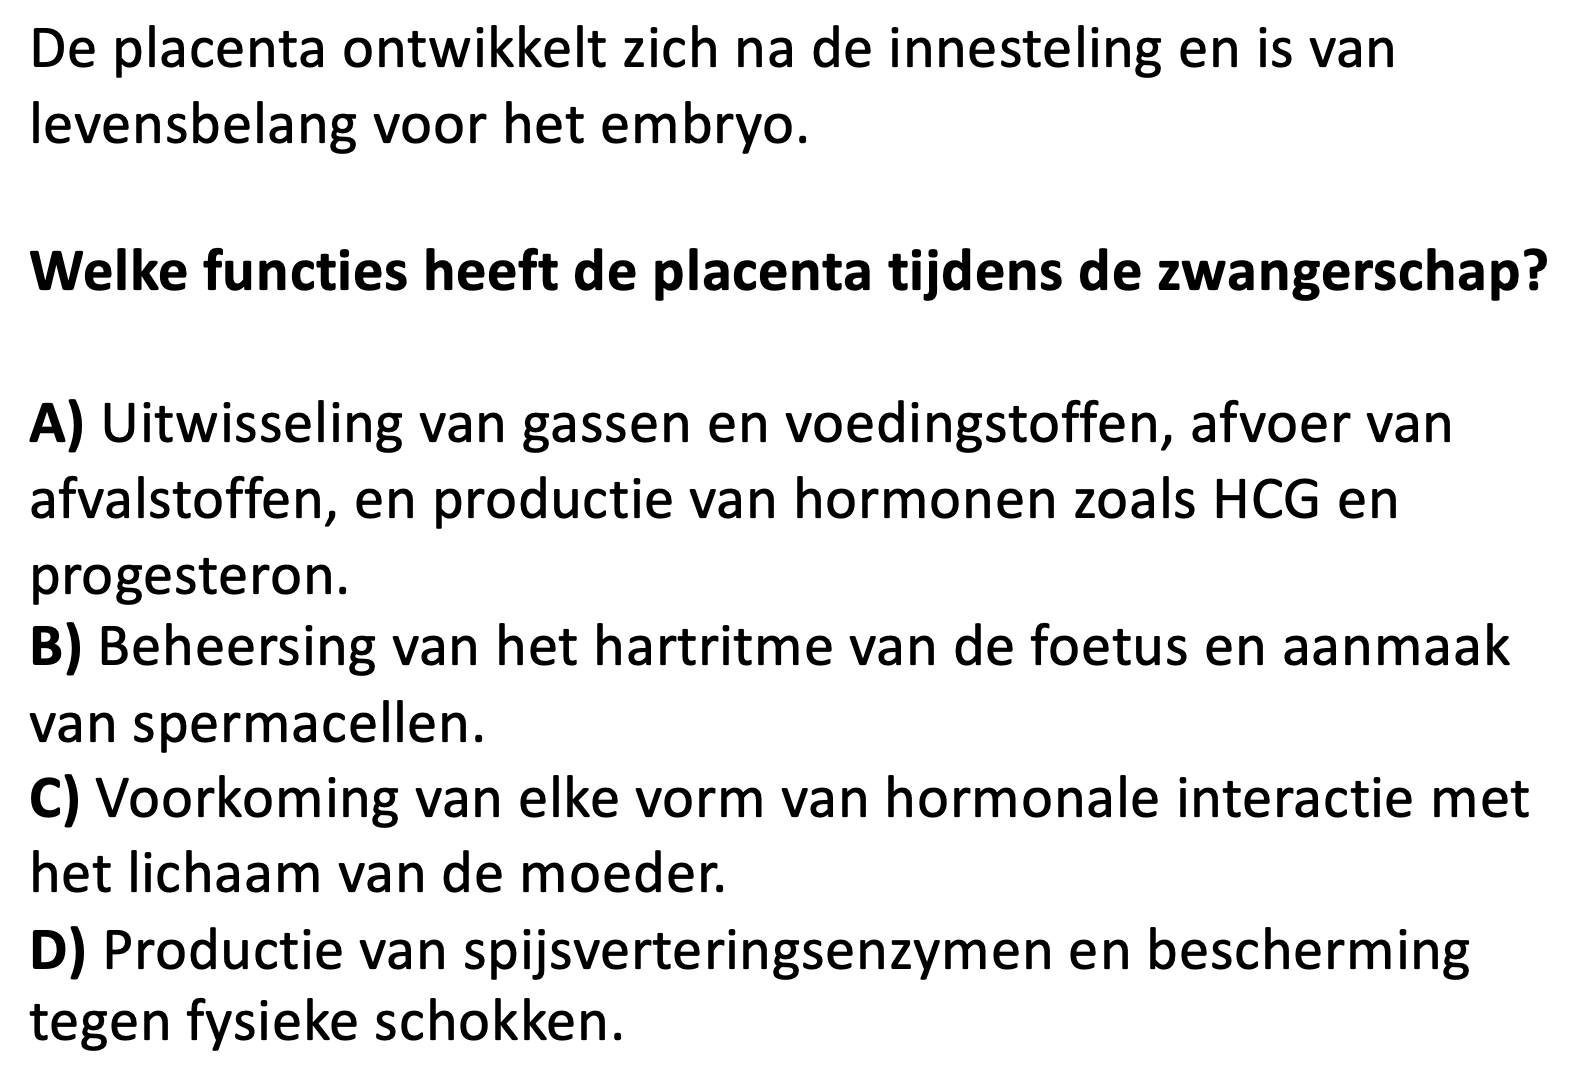 De placenta ontwikkelt zich na de innesteling en is van
levensbelang voor het embryo.
Welke functies heeft de placenta tijdens de zwangerschap?
A) Uitwisseling van gassen en voedingstoffen, afvoer van
afvalstoffen, en productie van hormonen zoals HCG en
progesteron.
B) Beheersing van het hartritme van de foetus en aanmaak
van spermacellen.
C) Voorkoming van elke vorm van hormonale interactie met
het lichaam van de moeder.
D) Productie van spijsverteringsenzymen en bescherming
tegen fysieke schokken.